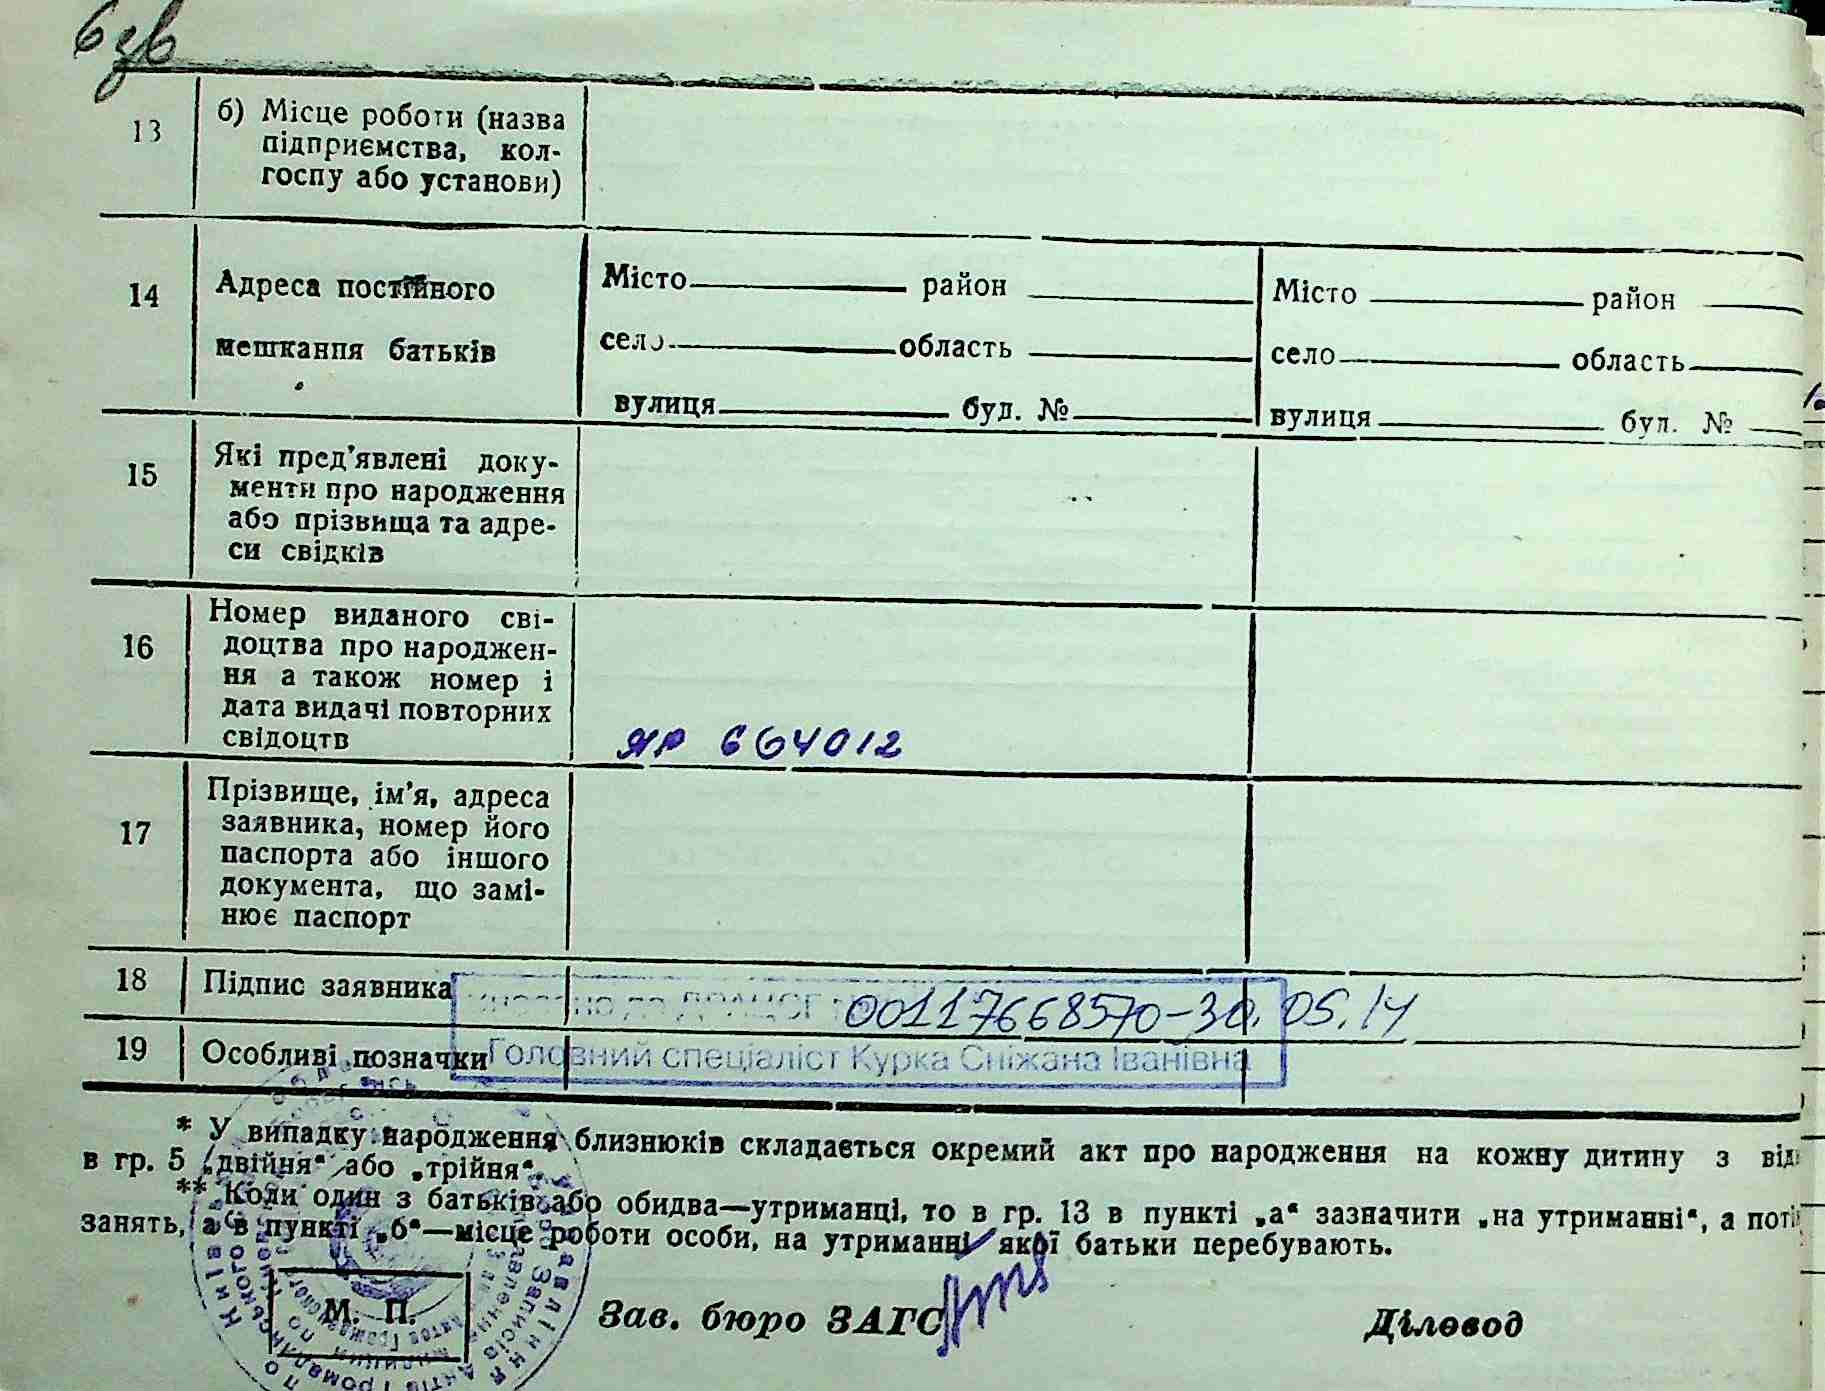 6 зв
13 б) Місце роботи (назва
підприємства, кол-
госпу або установи)
14 Адреса постійного
мешкання батьків
Місто район
село область
вулиця буд. №
Місто район
село область
вулиця буд. №
15 Які пред'явлені доку-
менти про народження
або прізвища та адре-
си свідків
16 Номер виданого сві-
доцтва про народжен-
ня а також номер і
дата видачі повторних
свідоцтв
ЯР 664012
17 Прізвище, ім'я, адреса
заявника, номер його
паспорта або іншого
документа, що замі-
нює паспорт
18 Підпис заявника
00117668570-30.05.14
19 Особливі позначки
Головний спеціаліст Курка Сніжана Іванівна
* У випадку народження близнюків складається окремий акт про народження на кожну дитину з від
в гр. 5 „двійня“ або „трійня“.
** Коли один з батьків або обидва—утриманці, то в гр. 13 в пункті „а“ зазначити „на утриманні“, а поті
занять, а в пункті „б“—місце роботи особи, на утриманні якої батьки перебувають.
М. П.
Зав. бюро ЗАГС
Діловод